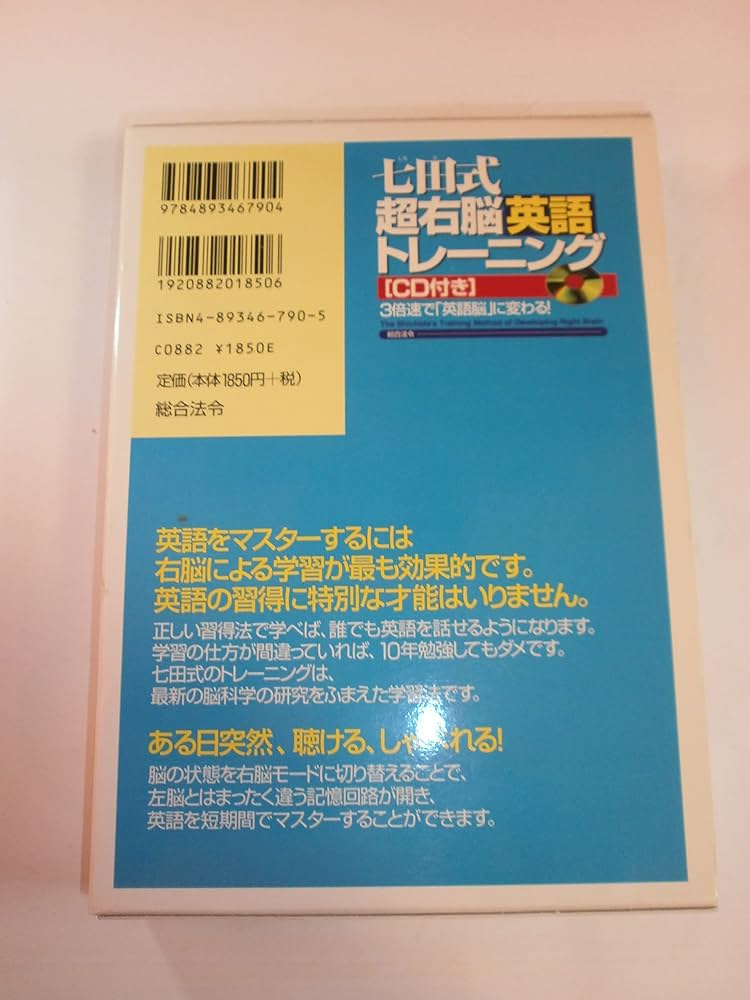 9784893467904
1920882018506
ISBN4-89346-790-5
C0882 ¥1850E
定価(本体1850円+税)
総合法令
七田式
超右脳英語
トレーニング
[CD付き]
3倍速で「英語脳」に変わる!
The Shichida's Training Method of Developing Right Brain
総合法令
英語をマスターするには
右脳による学習が最も効果的です。
英語の習得に特別な才能はいりません。
正しい習得法で学べば、誰でも英語を話せるようになります。
学習の仕方が間違っていれば、10年勉強してもダメです。
七田式のトレーニングは、
最新の脳科学の研究をふまえた学習法です。
ある日突然、聴ける、しゃべれる!
脳の状態を右脳モードに切り替えることで、
左脳とはまったく違う記憶回路が開き、
英語を短期間でマスターすることができます。